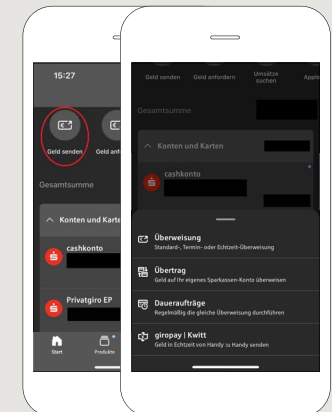 15:27
Geld senden
Geld anf
Gesamtsumme
Konten und Karte
cashkonto
Privatgiro EP
Start
Produkte
Geld senden
Geld anfordern
Umsätze
suchen
Apple
Gesamtsumme
Konten und Karten
cashkonto
Überweisung
Standard-, Termin- oder Echtzeit-Überweisung
Übertrag
Geld auf Ihr eigenes Sparkassen-Konto überweisen
Daueraufträge
Regelmäßig die gleiche Überweisung durchführen
giropay | Kwitt
Geld in Echtzeit von Handy zu Handy senden